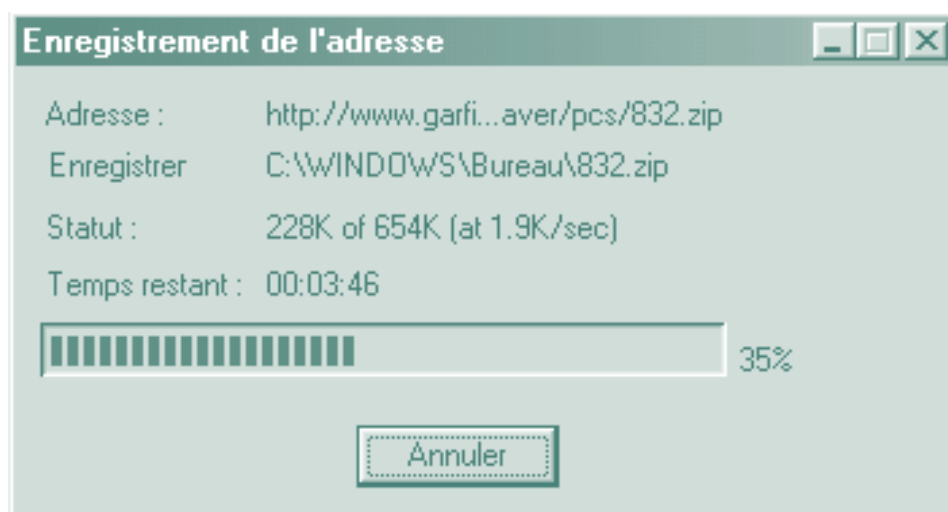 Enregistrement de l'adresse
Adresse : http://www.garfi...aver/pcs/832.zip
Enregistrer C:\WINDOWS\Bureau\832.zip
Statut : 228K of 654K (at 1.9K/sec)
Temps restant : 00:03:46
35%
Annuler